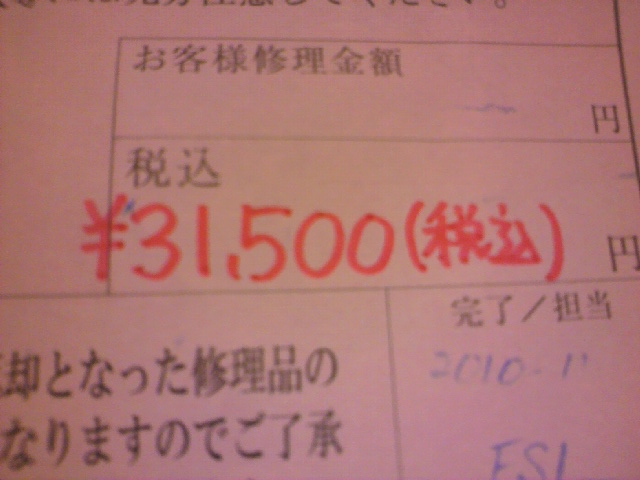 お客様修理金額
円
税込
¥31,500(税込)
円
完了/担当
却となった修理品の
2010-11
なりますのでご了承